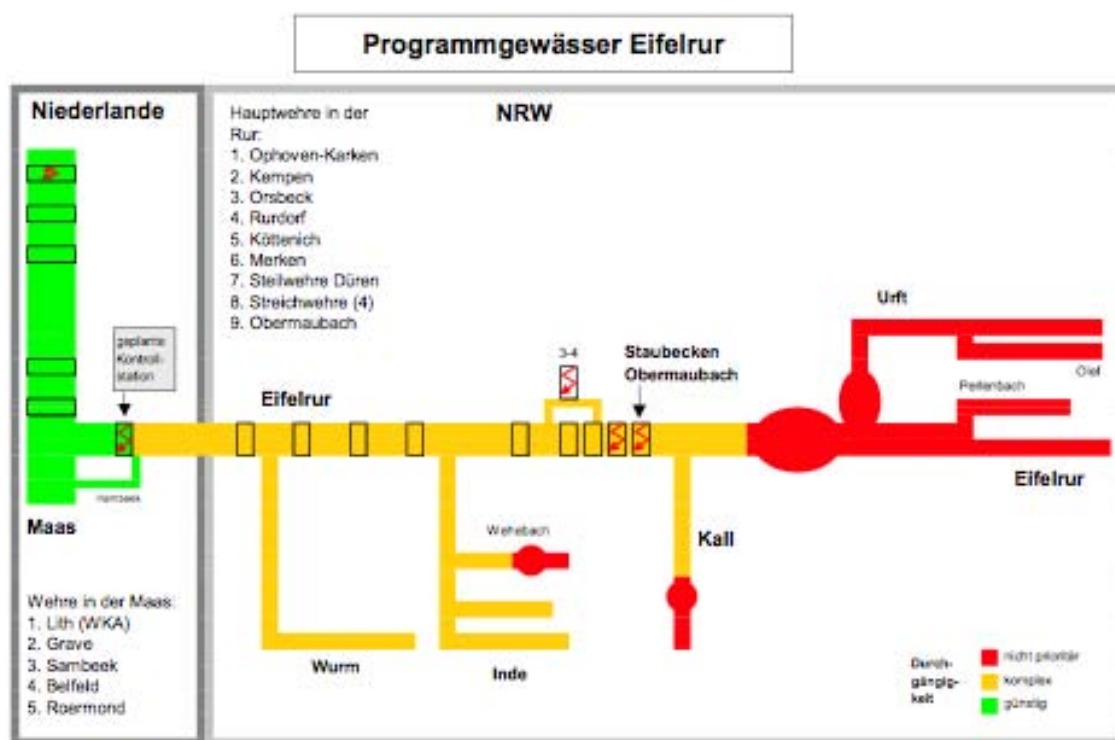 Programmgewässer Eifelrur
Niederlande
NRW
Hauptwehre in der
Rur:
1. Ophoven-Karken
2. Kempen
3. Orsbeck
4. Rurdorf
5. Köttenich
6. Merken
7. Steilwehre Düren
8. Streichwehre (4)
9. Obermaubach
geplante
Kontroll-
station
Eifelrur
3-4
Staubecken
Obermaubach
Urft
Olef
Perlenbach
Eifelrur
Hambeek
Maas
Wehebach
Kall
Wurm
Inde
Wehre in der Maas:
1. Lith (WKA)
2. Grave
3. Sambeek
4. Belfeld
5. Roermond
Durch-
gängig-
keit
nicht prioritär
komplex
günstig